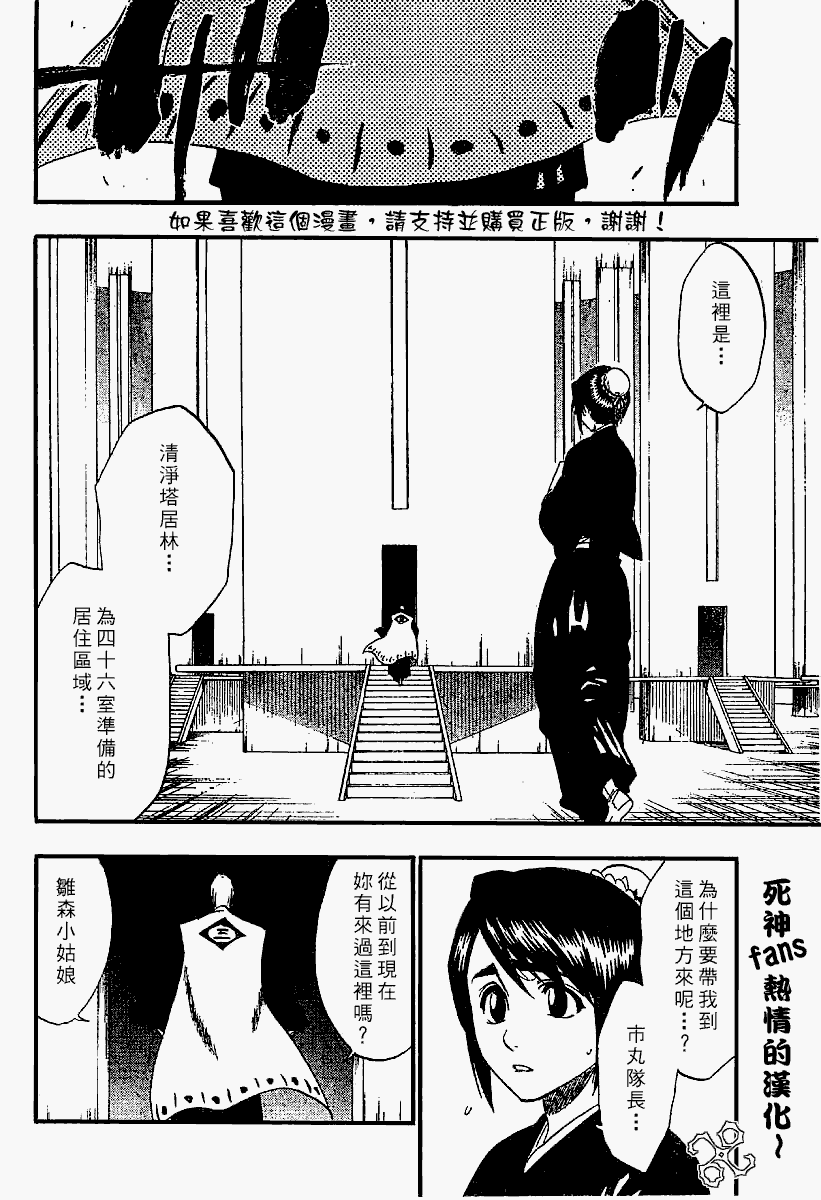 如果喜歡這個漫畫，請支持並購買正版，謝謝！
這裡是…
清淨塔居林…
為四十六室準備的
居住區域…
為什麼要帶我到
這個地方來呢…？
市丸隊長…
從以前到現在
妳有來過這裡嗎？
雛森小姑娘
三
死神
fans
熱情的漢化～